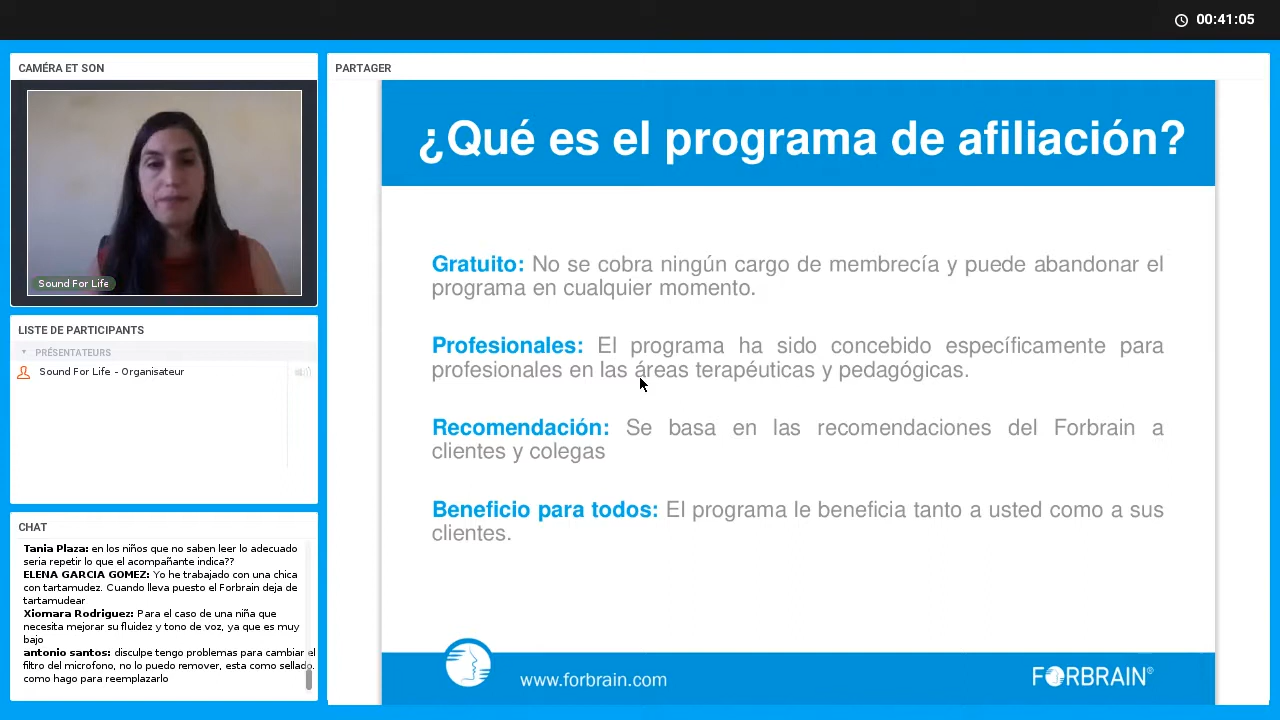 00:41:05
CAMÉRA ET SON
Sound For Life
LISTE DE PARTICIPANTS
PRÉSENTATEURS
Sound For Life - Organisateur
CHAT
Tania Plaza: en los niños que no saben leer lo adecuado
seria repetir lo que el acompañante indica??
ELENA GARCIA GOMEZ: Yo he trabajado con una chica
con tartamudez. Cuando lleva puesto el Forbrain deja de
tartamudear
Xiomara Rodriguez: Para el caso de una niña que
necesita mejorar su fluidez y tono de voz, ya que es muy
bajo
antonio santos: disculpe tengo problemas para cambiar el
filtro del microfono, no lo puedo remover, esta como sellado.
como hago para reemplazarlo
PARTAGER
¿Qué es el programa de afiliación?
Gratuito: No se cobra ningún cargo de membrecía y puede abandonar el
programa en cualquier momento.
Profesionales: El programa ha sido concebido específicamente para
profesionales en las áreas terapéuticas y pedagógicas.
Recomendación: Se basa en las recomendaciones del Forbrain a
clientes y colegas
Beneficio para todos: El programa le beneficia tanto a usted como a sus
clientes.
www.forbrain.com
FORBRAIN®